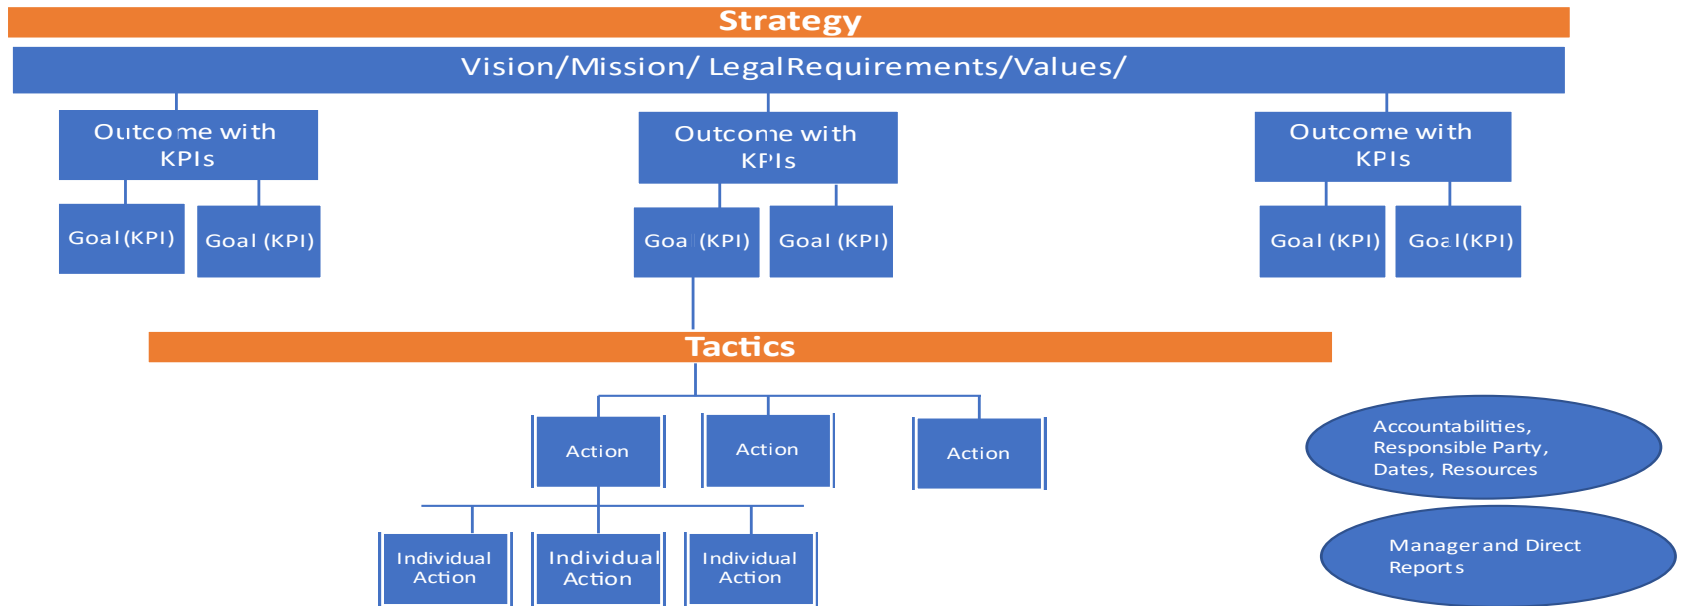 Strategy
Vision/Mission/ LegalRequirements/Values/
Outcome with
KPIs
Outcome with
KPIs
Outcome with
KPIs
Goal (KPI)
Goal (KPI)
Goal (KPI)
Goal (KPI)
Goal (KPI)
Goal(KPI)
Tactics
Action
Action
Action
Accountabilities,
Responsible Party,
Dates, Resources
Individual
Action
Individual
Action
Individual
Action
Manager and Direct
Reports